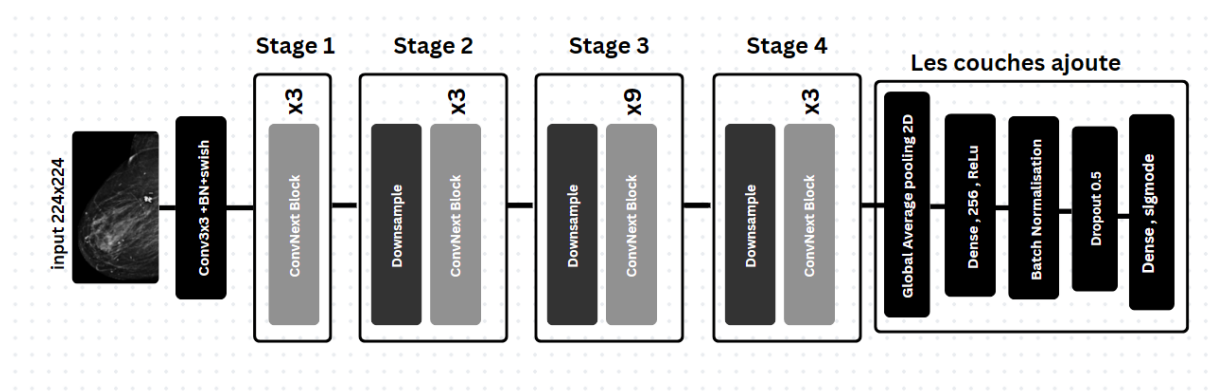 Stage 1
Stage 2
Stage 3
Stage 4
Les couches ajoute
input 224x224
Conv3x3 +BN+swish
x3
ConvNext Block
Downsample
x3
ConvNext Block
Downsample
x9
ConvNext Block
Downsample
x3
ConvNext Block
Global Average pooling 2D
Dense , 256 , ReLu
Batch Normalisation
Dropout 0.5
Dense , sigmode